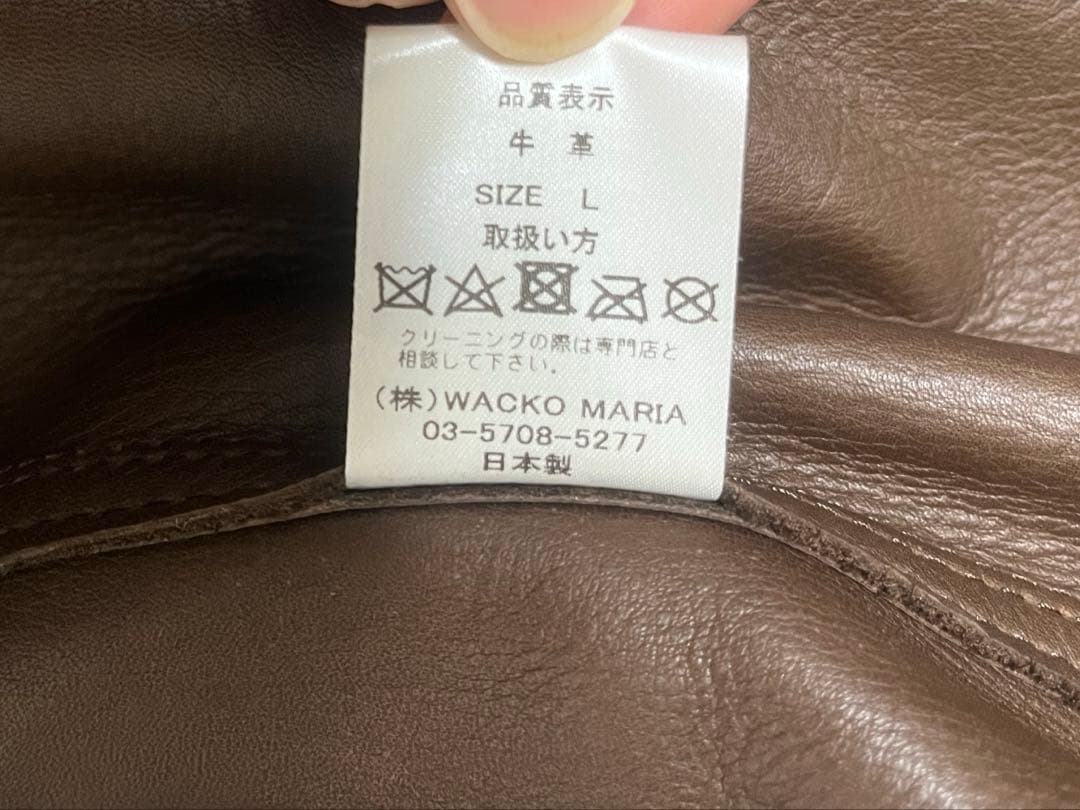 品質表示
牛 革
SIZE L
取扱い方
クリーニングの際は専門店と
相談して下さい。
(株)WACKO MARIA
03-5708-5277
日本製